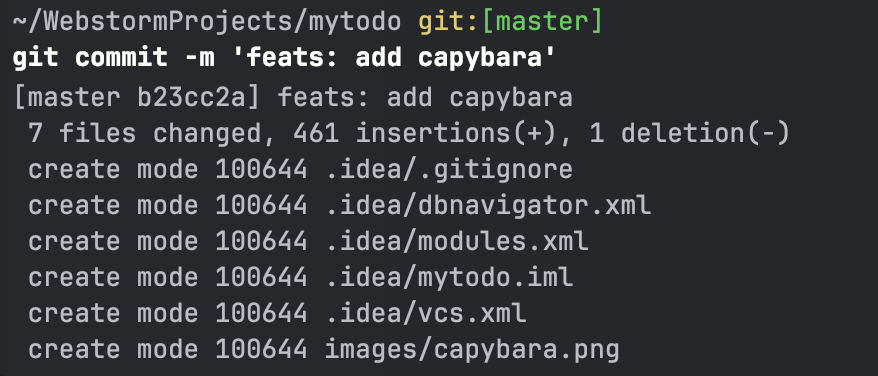 ~/WebstormProjects/mytodo git:[master]
git commit -m 'feats: add capybara'
[master b23cc2a] feats: add capybara
7 files changed, 461 insertions(+), 1 deletion(-)
create mode 100644 .idea/.gitignore
create mode 100644 .idea/dbnavigator.xml
create mode 100644 .idea/modules.xml
create mode 100644 .idea/mytodo.iml
create mode 100644 .idea/vcs.xml
create mode 100644 images/capybara.png